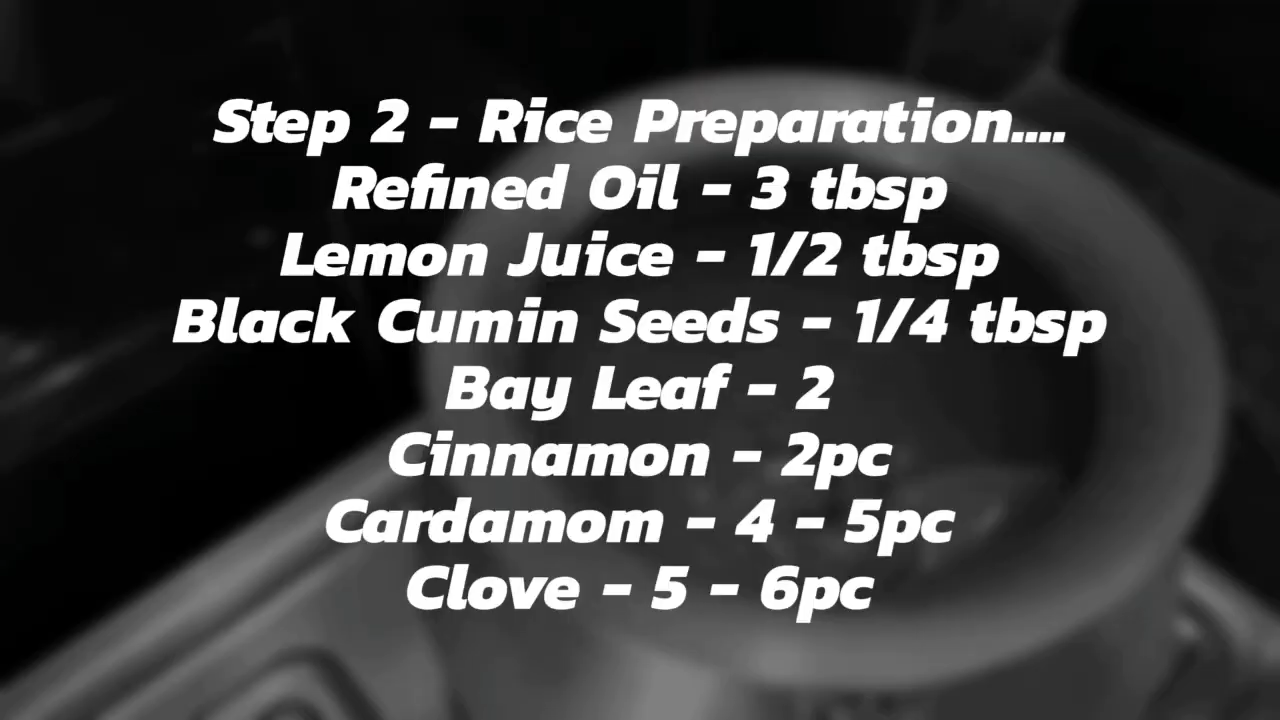 Step 2 - Rice Preparation....
Refined Oil - 3 tbsp
Lemon Juice - 1/2 tbsp
Black Cumin Seeds - 1/4 tbsp
Bay Leaf - 2
Cinnamon - 2pc
Cardamom - 4 - 5pc
Clove - 5 - 6pc